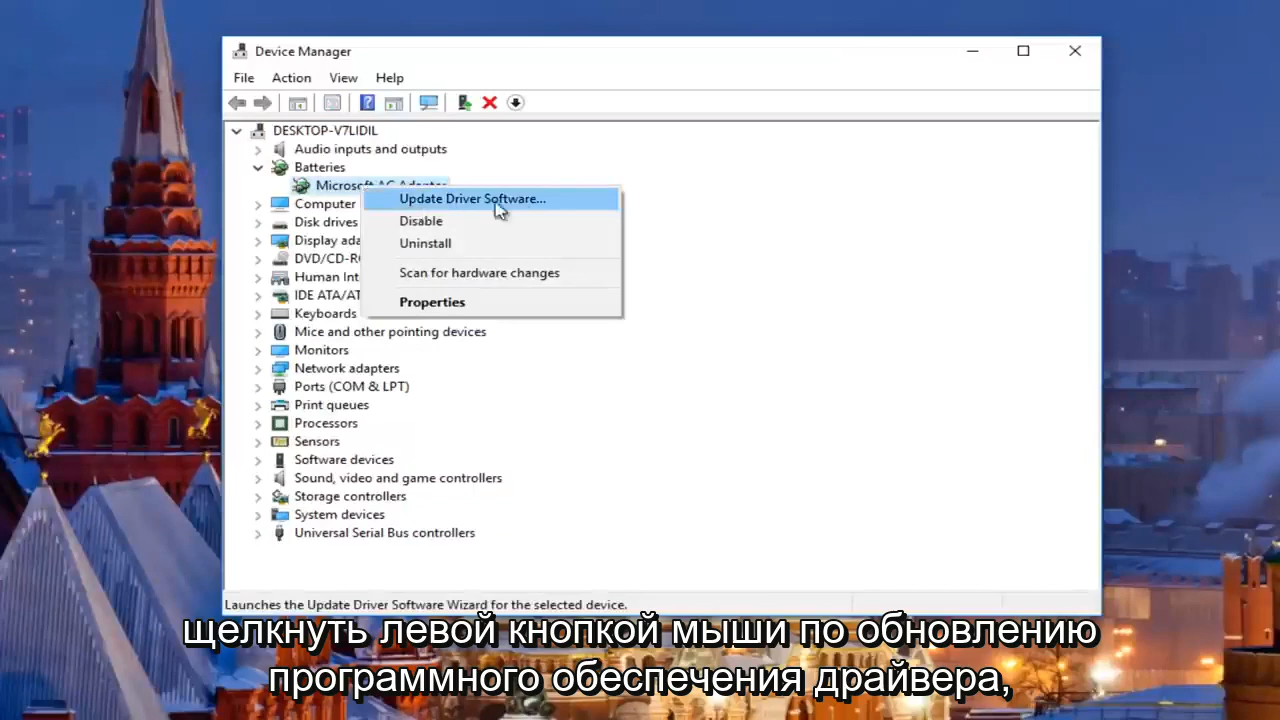 Device Manager
File Action View Help
DESKTOP-V7LIDIL
Audio inputs and outputs
Batteries
Microsoft AC Adapter
Update Driver Software...
Computer
Disk drives
Disable
Display ada
Uninstall
DVD/CD-R
Human Int
Scan for hardware changes
IDE ATA/AT
Properties
Keyboards
Mice and other pointing devices
Monitors
Network adapters
Ports (COM & LPT)
Print queues
Processors
Sensors
Software devices
Sound, video and game controllers
Storage controllers
System devices
Universal Serial Bus controllers
Launches the Update Driver Software Wizard for the selected device.
щелкнуть левой кнопкой мыши по обновлению
программного обеспечения драйвера,